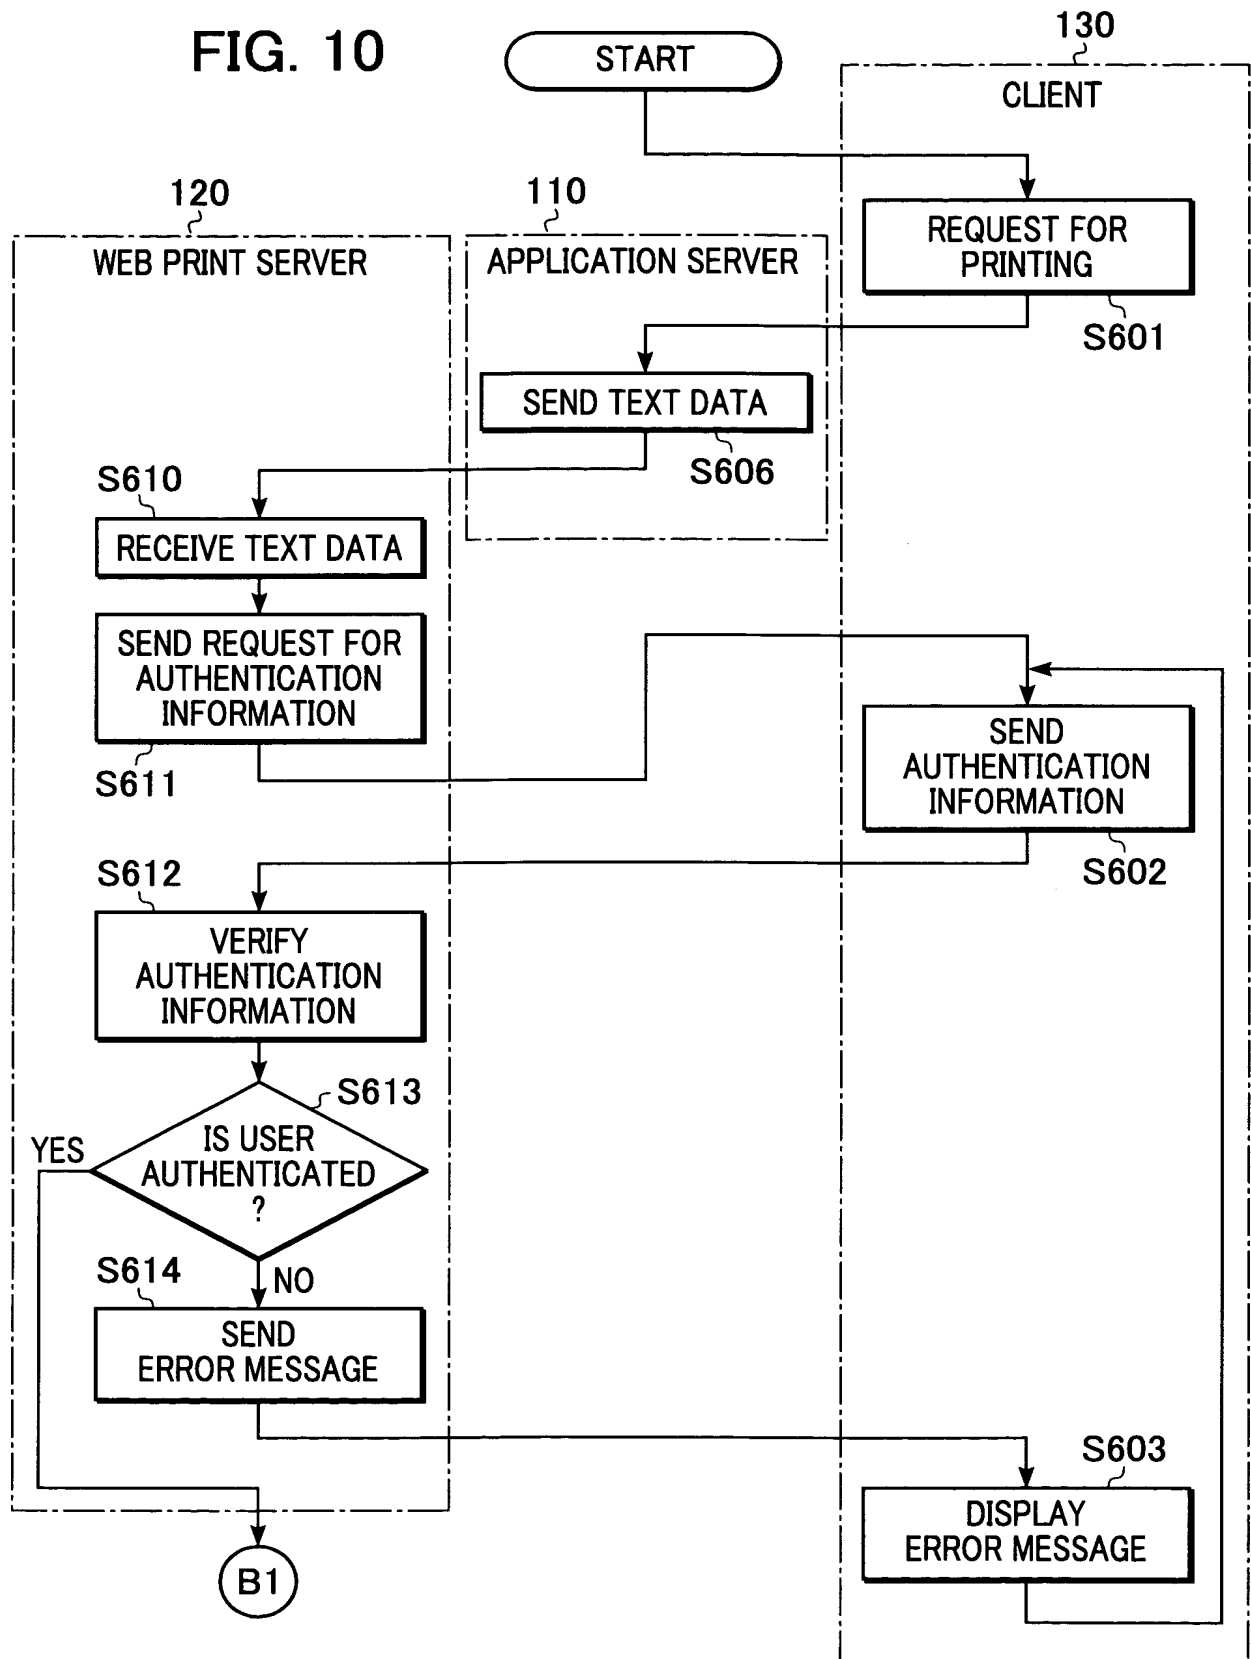 FIG. 10
START
130
CLIENT
120
110
WEB PRINT SERVER
APPLICATION SERVER
REQUEST FOR
PRINTING
S601
SEND TEXT DATA
S606
S610
RECEIVE TEXT DATA
SEND REQUEST FOR
AUTHENTICATION
INFORMATION
S611
SEND
AUTHENTICATION
INFORMATION
S602
S612
VERIFY
AUTHENTICATION
INFORMATION
S613
YES
IS USER
AUTHENTICATED
?
NO
S614
SEND
ERROR MESSAGE
S603
DISPLAY
ERROR MESSAGE
B1